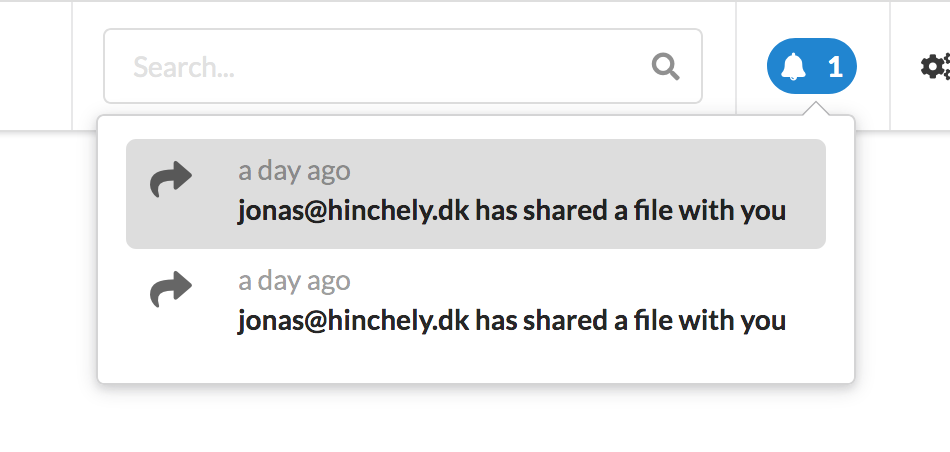 Search...
1
a day ago
jonas@hinchely.dk has shared a file with you
a day ago
jonas@hinchely.dk has shared a file with you